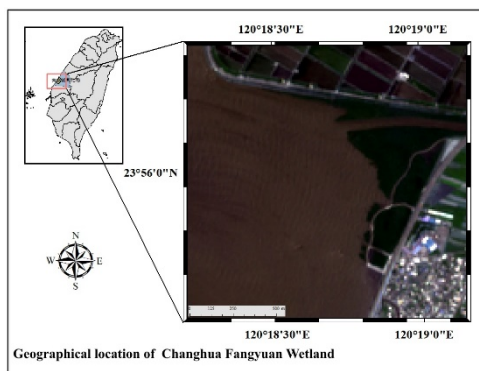 120°18'30"E 120°19'0"E
23°56'0"N
N
W E
S
120°18'30"E 120°19'0"E
Geographical location of Changhua Fangyuan Wetland